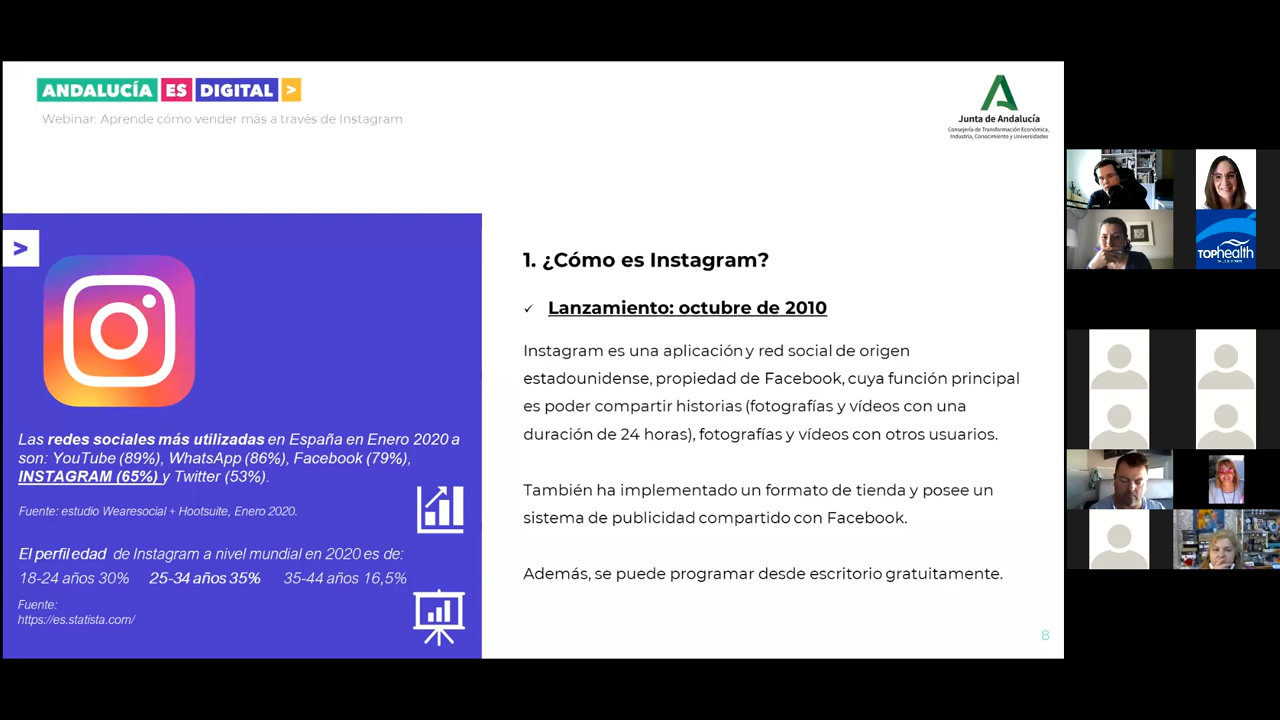 ANDALUCÍA ES DIGITAL >
Webinar: Aprende cómo vender más a través de Instagram
Junta de Andalucía
Consejería de Transformación Económica,
Industria, Conocimiento y Universidades
>
Las redes sociales más utilizadas en España en Enero 2020 a
son: YouTube (89%), WhatsApp (86%), Facebook (79%),
INSTAGRAM (65%) y Twitter (53%).
Fuente: estudio Wearesocial + Hootsuite, Enero 2020.
El perfil edad de Instagram a nivel mundial en 2020 es de:
18-24 años 30% 25-34 años 35% 35-44 años 16,5%
Fuente:
https://es.statista.com/
1. ¿Cómo es Instagram?
✓ Lanzamiento: octubre de 2010
Instagram es una aplicación y red social de origen
estadounidense, propiedad de Facebook, cuya función principal
es poder compartir historias (fotografías y vídeos con una
duración de 24 horas), fotografías y vídeos con otros usuarios.
También ha implementado un formato de tienda y posee un
sistema de publicidad compartido con Facebook.
Además, se puede programar desde escritorio gratuitamente.
8
TOPhealth